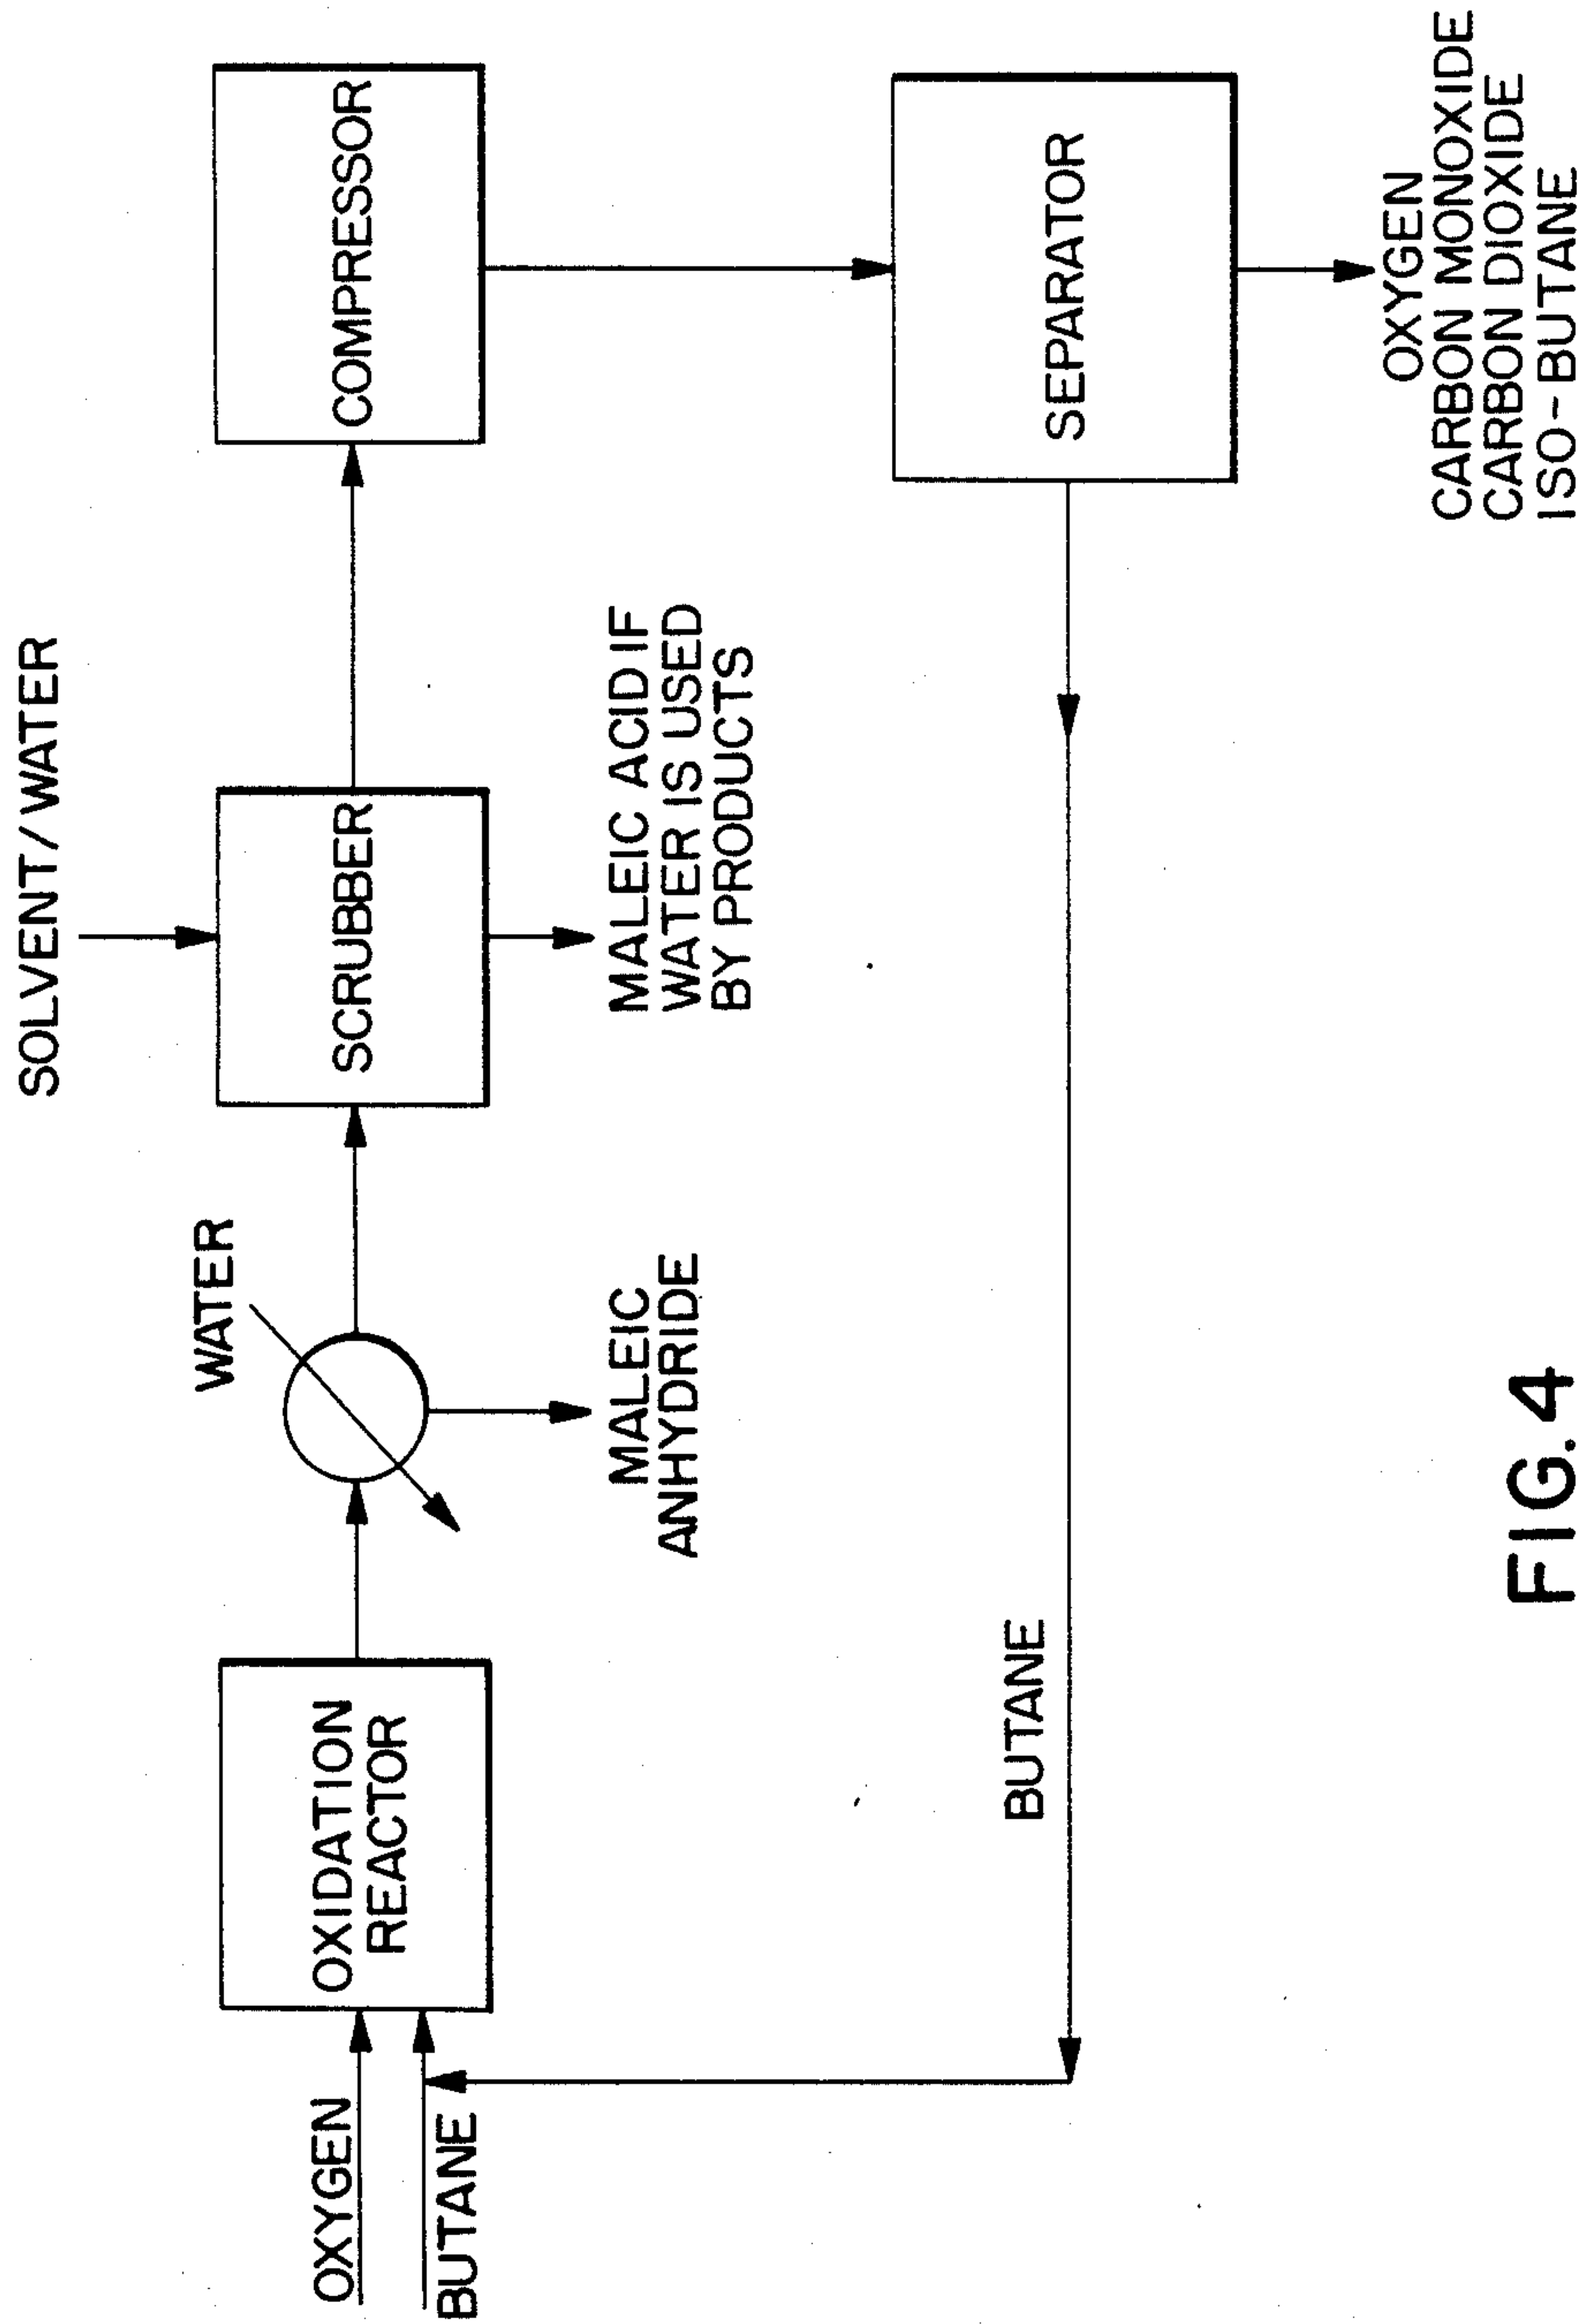 SOLVENT/WATER
WATER
OXYGEN
BUTANE
OXIDATION
REACTOR
SCRUBBER
COMPRESSOR
MALEIC
ANHYDRIDE
MALEIC ACID IF
WATER IS USED
BY PRODUCTS
BUTANE
SEPARATOR
OXYGEN
CARBON MONOXIDE
CARBON DIOXIDE
ISO-BUTANE
FIG. 4